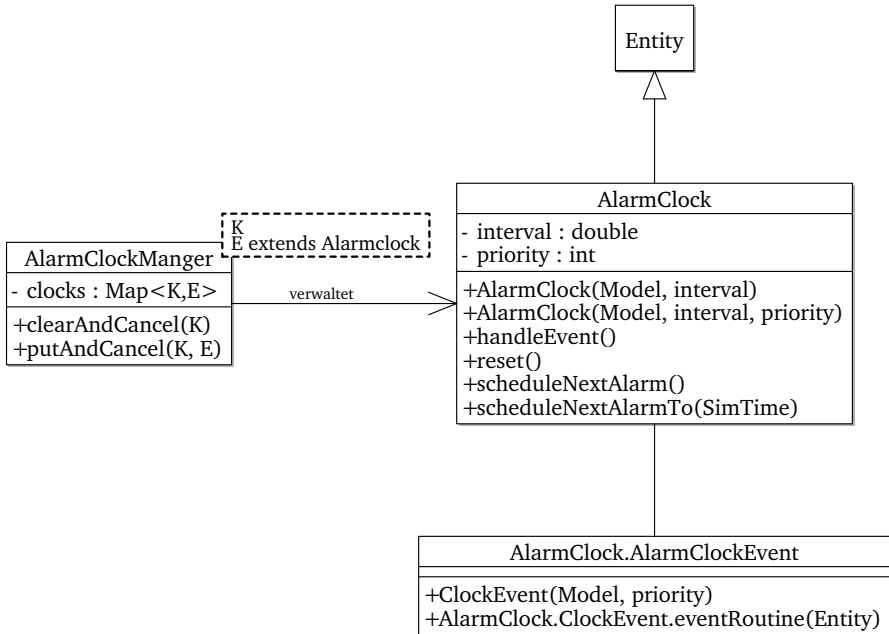 Entity
AlarmClock
- interval : double
- priority : int
+AlarmClock(Model, interval)
+AlarmClock(Model, interval, priority)
+handleEvent()
+reset()
+scheduleNextAlarm()
+scheduleNextAlarmTo(SimTime)
K
E extends Alarmclock
AlarmClockManger
- clocks : Map<K,E>
+clearAndCancel(K)
+putAndCancel(K, E)
verwaltet
AlarmClock.AlarmClockEvent
+ClockEvent(Model, priority)
+AlarmClock.ClockEvent.eventRoutine(Entity)